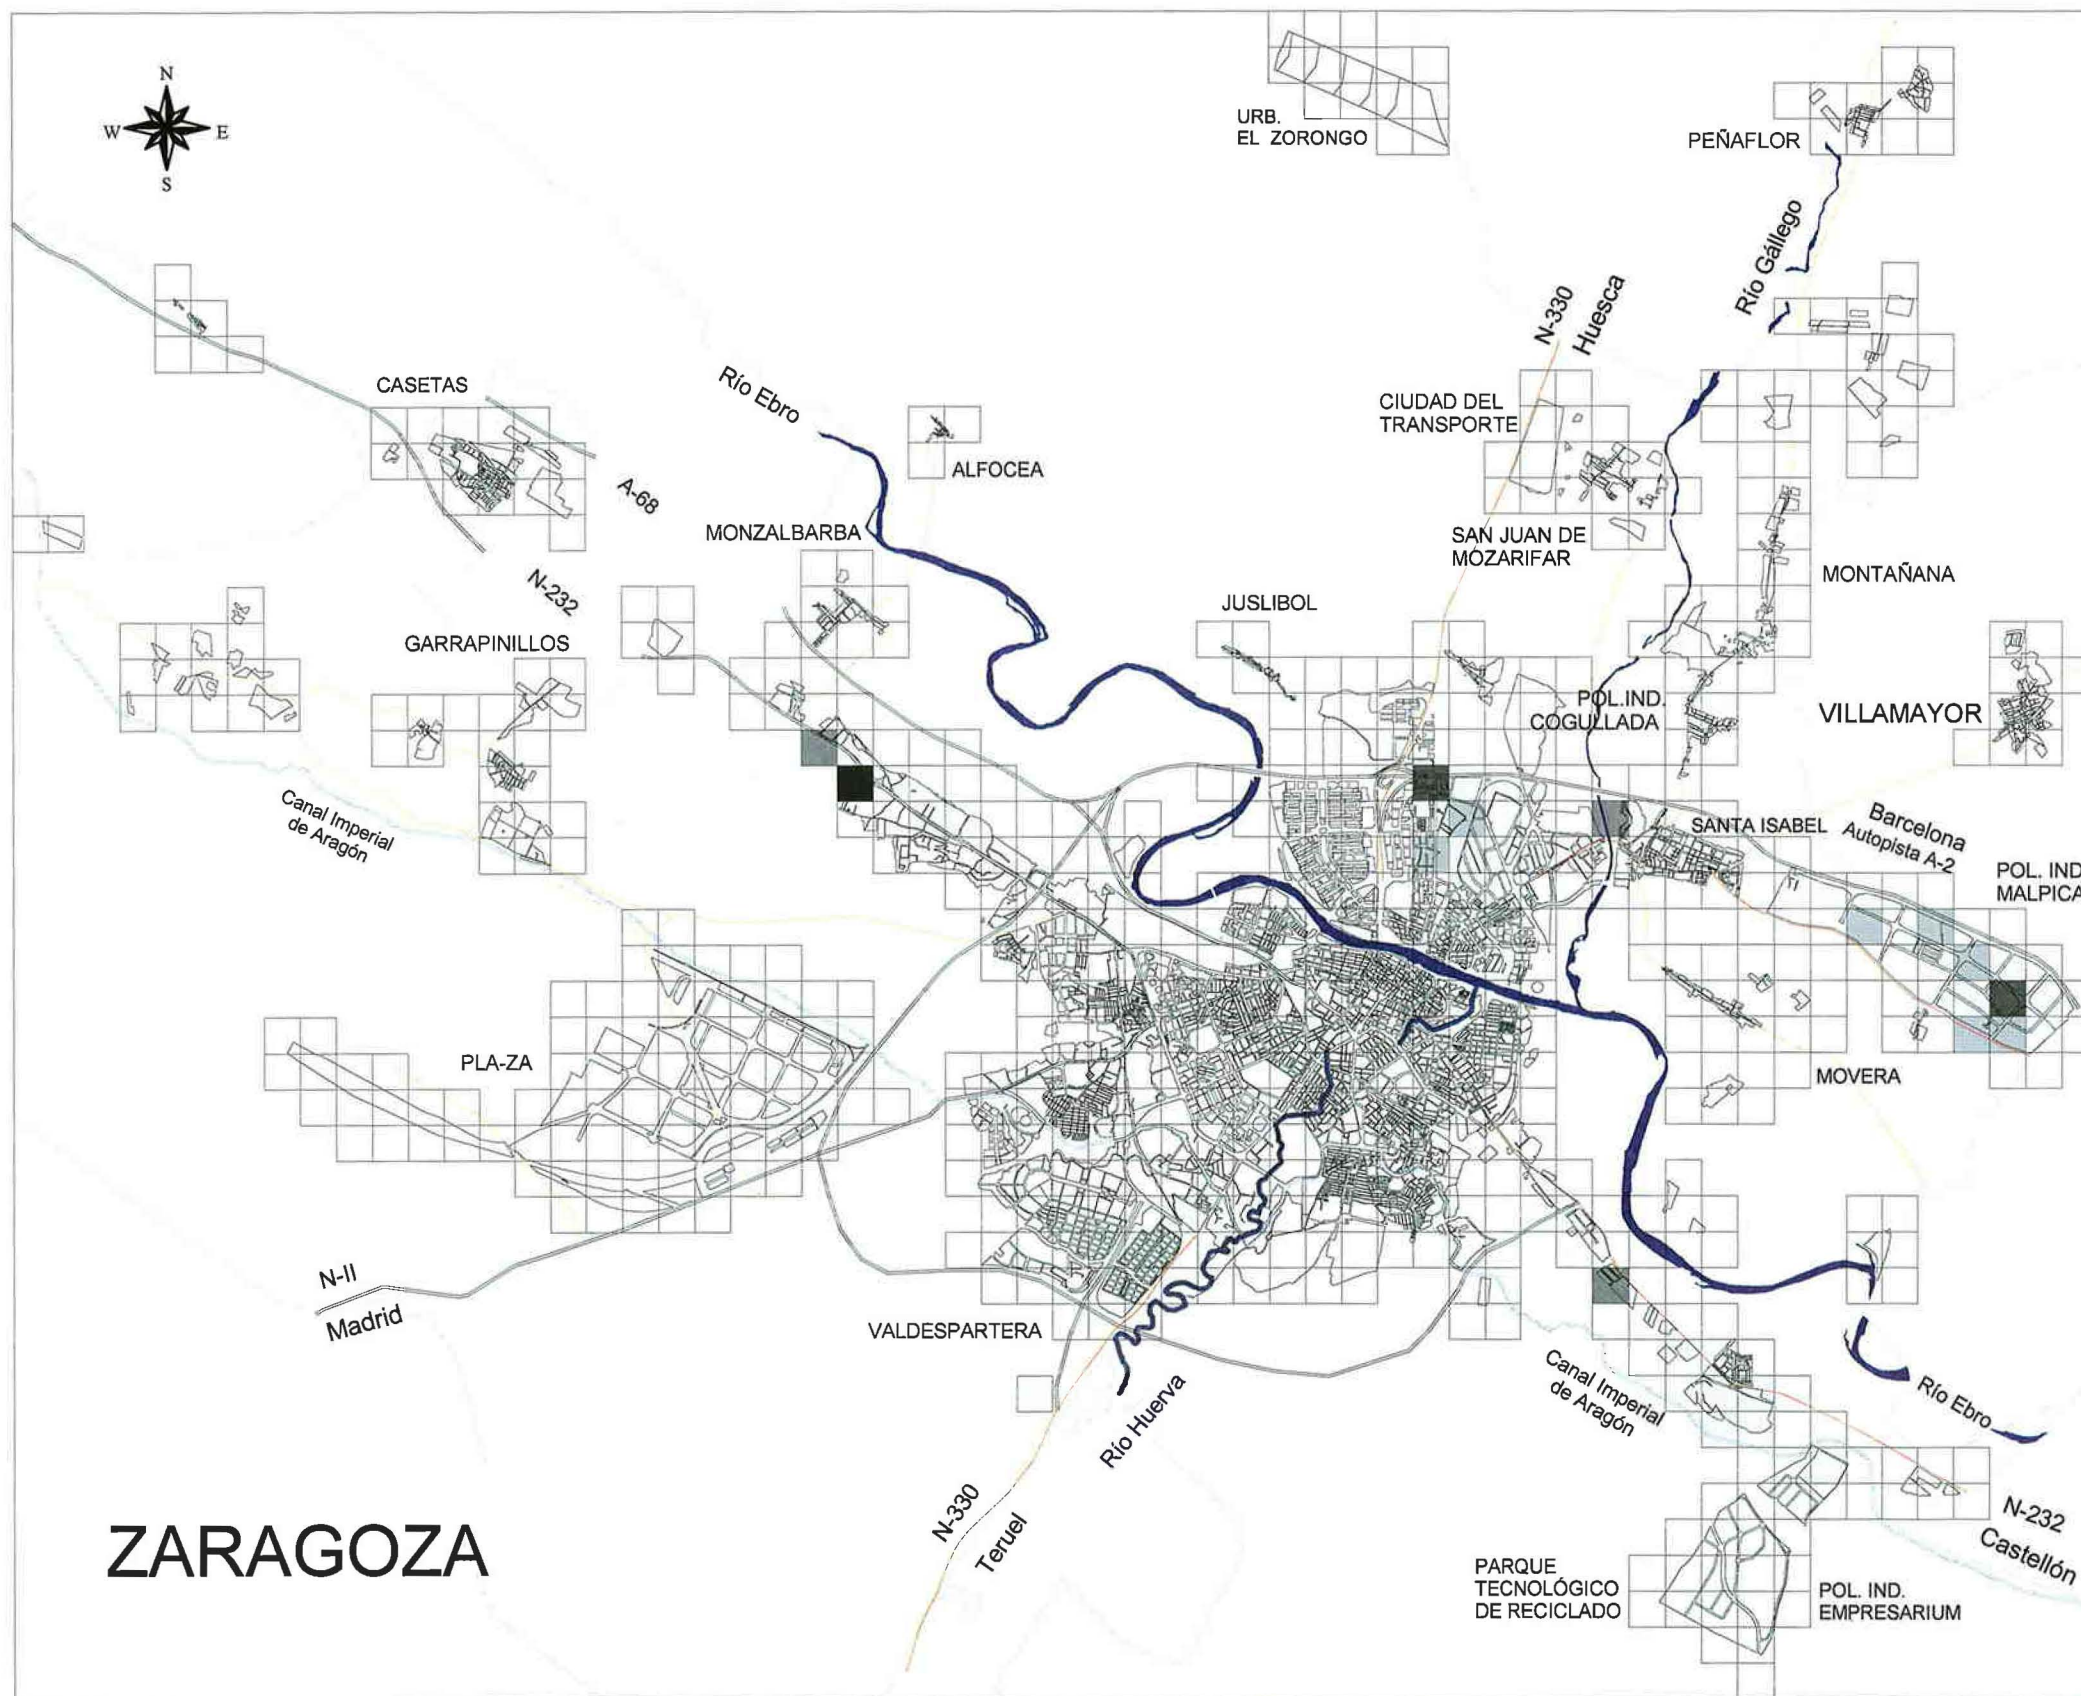 N
W E
S
URB.
EL ZORONGO
PEÑAFLOR
Río Gállego
N-330
Huesca
CASETAS
Río Ebro
CIUDAD DEL
TRANSPORTE
ALFOCEA
A-68
MONZALBARBA
SAN JUAN DE
MOZARIFAR
MONTAÑANA
N-232
JUSLIBOL
GARRAPINILLOS
POL.IND.
COGULLADA
VILLAMAYOR
Canal Imperial
de Aragón
SANTA ISABEL
Barcelona
Autopista A-2
POL. IND
MALPICA
PLA-ZA
MOVERA
N-II
Madrid
VALDESPARTERA
Canal Imperial
de Aragón
Río Huerva
Río Ebro
N-330
Teruel
N-232
Castellón
ZARAGOZA
PARQUE
TECNOLÓGICO
DE RECICLADO
POL. IND.
EMPRESARIUM